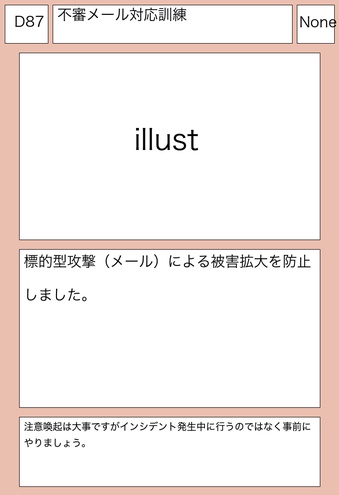 D87
不審メール対応訓練
None
illust
標的型攻撃（メール）による被害拡大を防止
しました。
注意喚起は大事ですがインシデント発生中に行うのではなく事前に
やりましょう。